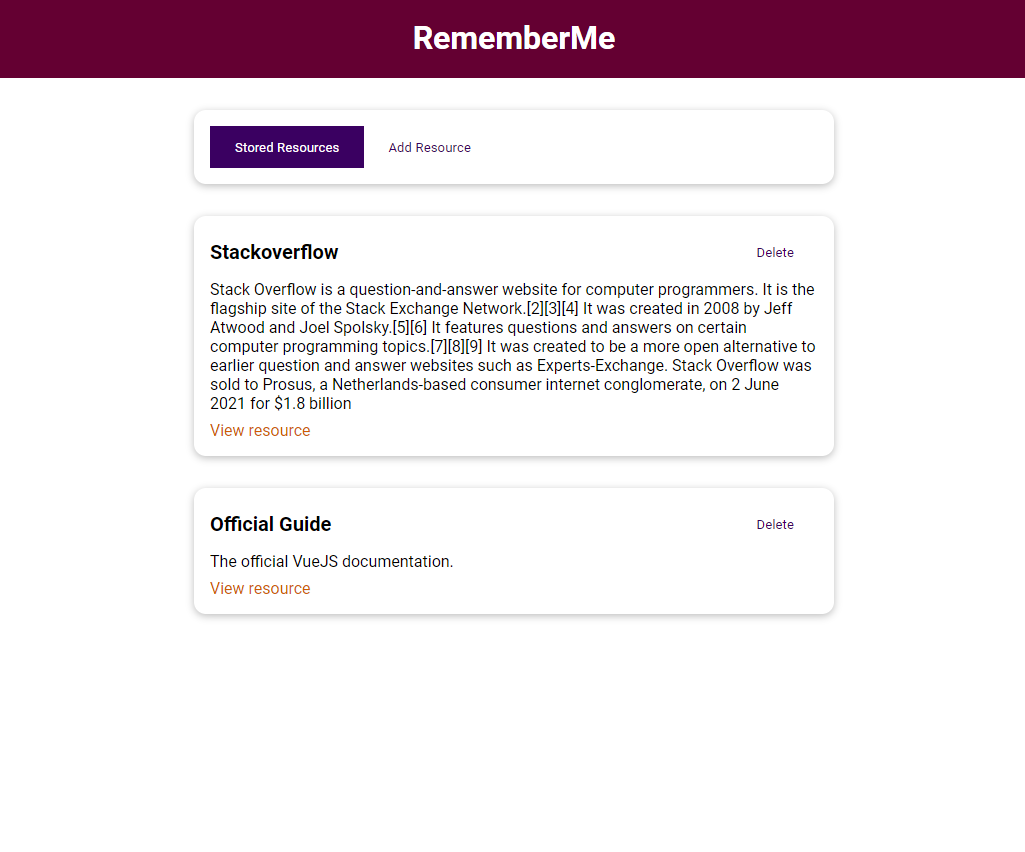 RememberMe
Stored Resources
Add Resource
Stackoverflow
Delete
Stack Overflow is a question-and-answer website for computer programmers. It is the
flagship site of the Stack Exchange Network.[2][3][4] It was created in 2008 by Jeff
Atwood and Joel Spolsky.[5][6] It features questions and answers on certain
computer programming topics.[7][8][9] It was created to be a more open alternative to
earlier question and answer websites such as Experts-Exchange. Stack Overflow was
sold to Prosus, a Netherlands-based consumer internet conglomerate, on 2 June
2021 for $1.8 billion
View resource
Official Guide
Delete
The official VueJS documentation.
View resource